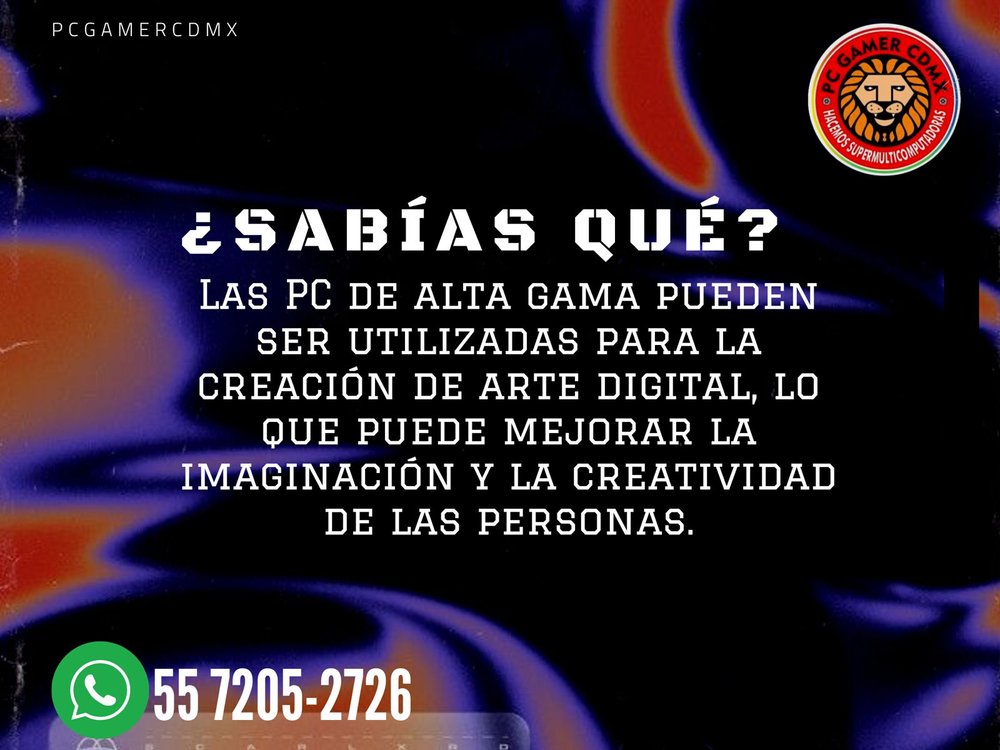 PCGAMERCDMX
PC GAMER CDMX
HACEMOS SUPERMULTICOMPUTADORAS
¿SABÍAS QUÉ?
LAS PC DE ALTA GAMA PUEDEN
SER UTILIZADAS PARA LA
CREACIÓN DE ARTE DIGITAL, LO
QUE PUEDE MEJORAR LA
IMAGINACIÓN Y LA CREATIVIDAD
DE LAS PERSONAS.
55 7205-2726